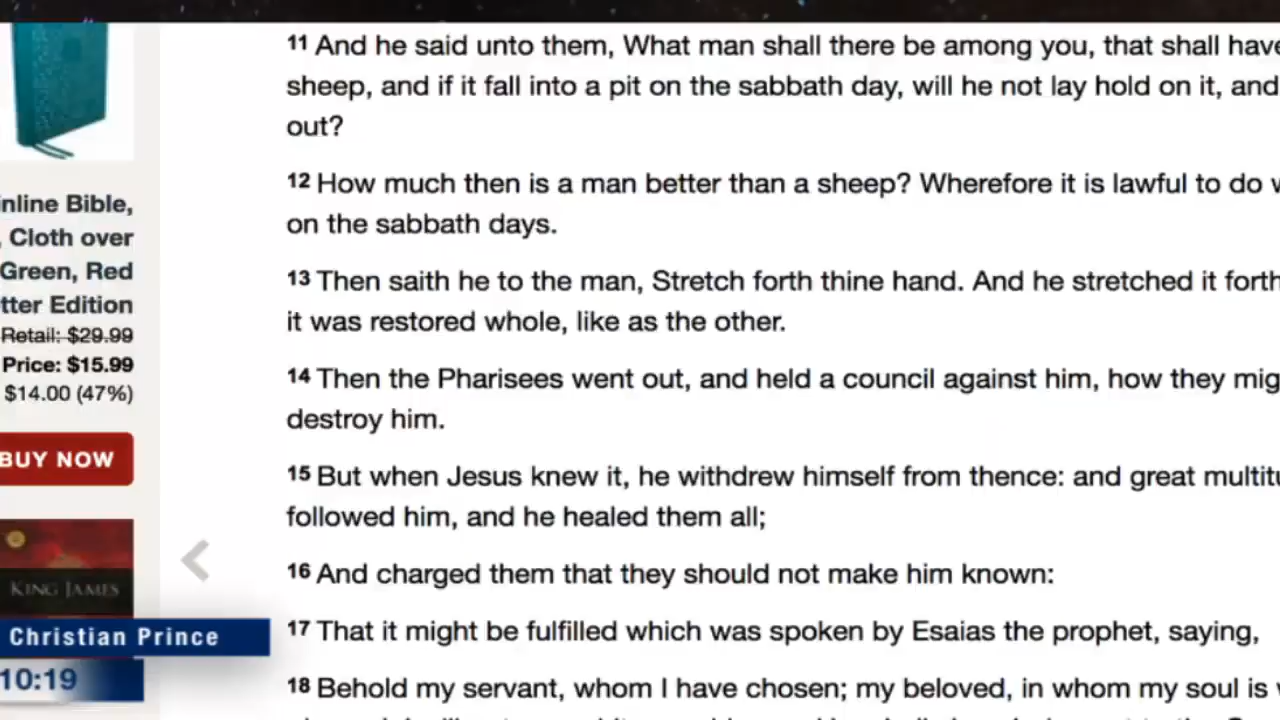 11 And he said unto them, What man shall there be among you, that shall have
sheep, and if it fall into a pit on the sabbath day, will he not lay hold on it, and
out?
12 How much then is a man better than a sheep? Wherefore it is lawful to do
on the sabbath days.
13 Then saith he to the man, Stretch forth thine hand. And he stretched it forth
it was restored whole, like as the other.
14 Then the Pharisees went out, and held a council against him, how they mig
destroy him.
15 But when Jesus knew it, he withdrew himself from thence: and great multitu
followed him, and he healed them all;
16 And charged them that they should not make him known:
17 That it might be fulfilled which was spoken by Esaias the prophet, saying,
18 Behold my servant, whom I have chosen; my beloved, in whom my soul is
nline Bible,
, Cloth over
Green, Red
tter Edition
Retail: $29.99
Price: $15.99
$14.00 (47%)
BUY NOW
KING JAMES
Christian Prince
10:19